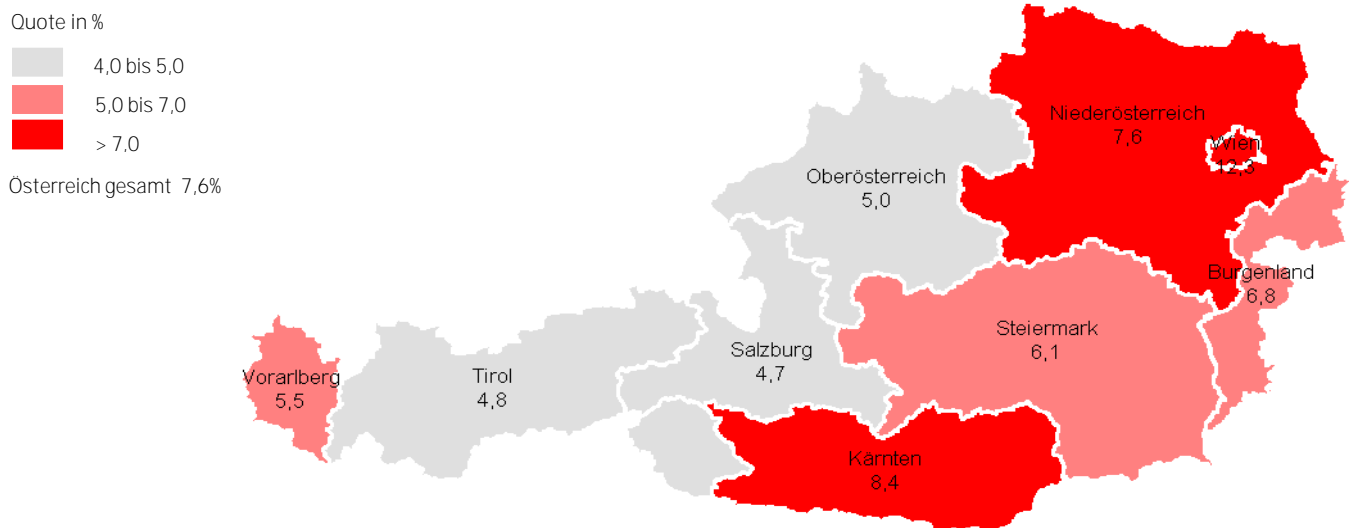 Quote in %
4,0 bis 5,0
5,0 bis 7,0
> 7,0
Österreich gesamt 7,6%
Niederösterreich
7,6
Wien
12,3
Oberösterreich
5,0
Burgenland
6,8
Steiermark
6,1
Salzburg
4,7
Vorarlberg
5,5
Tirol
4,8
Kärnten
8,4